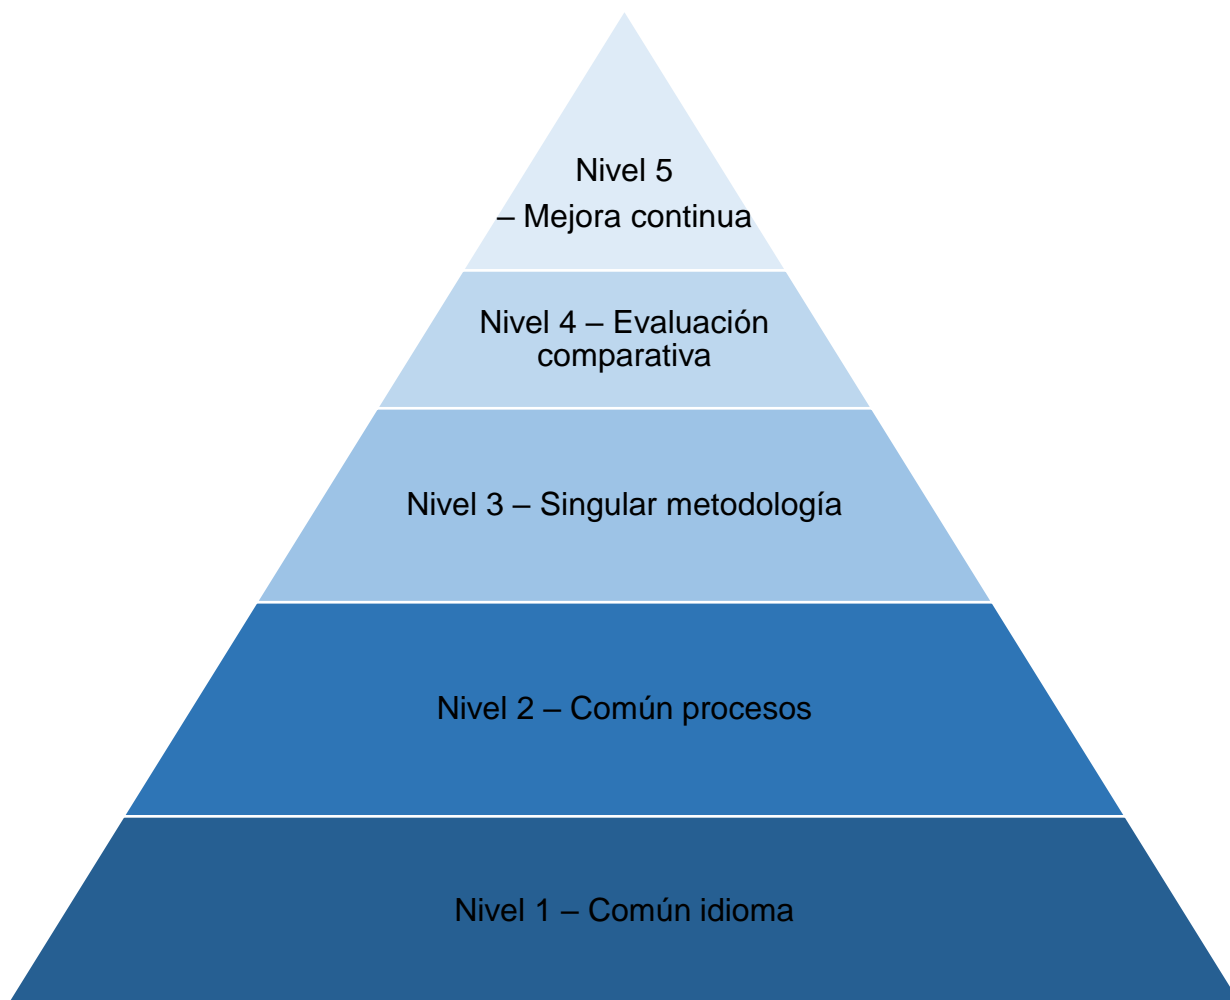 Nivel 5
– Mejora continua
Nivel 4 – Evaluación
comparativa
Nivel 3 – Singular metodología
Nivel 2 – Común procesos
Nivel 1 – Común idioma